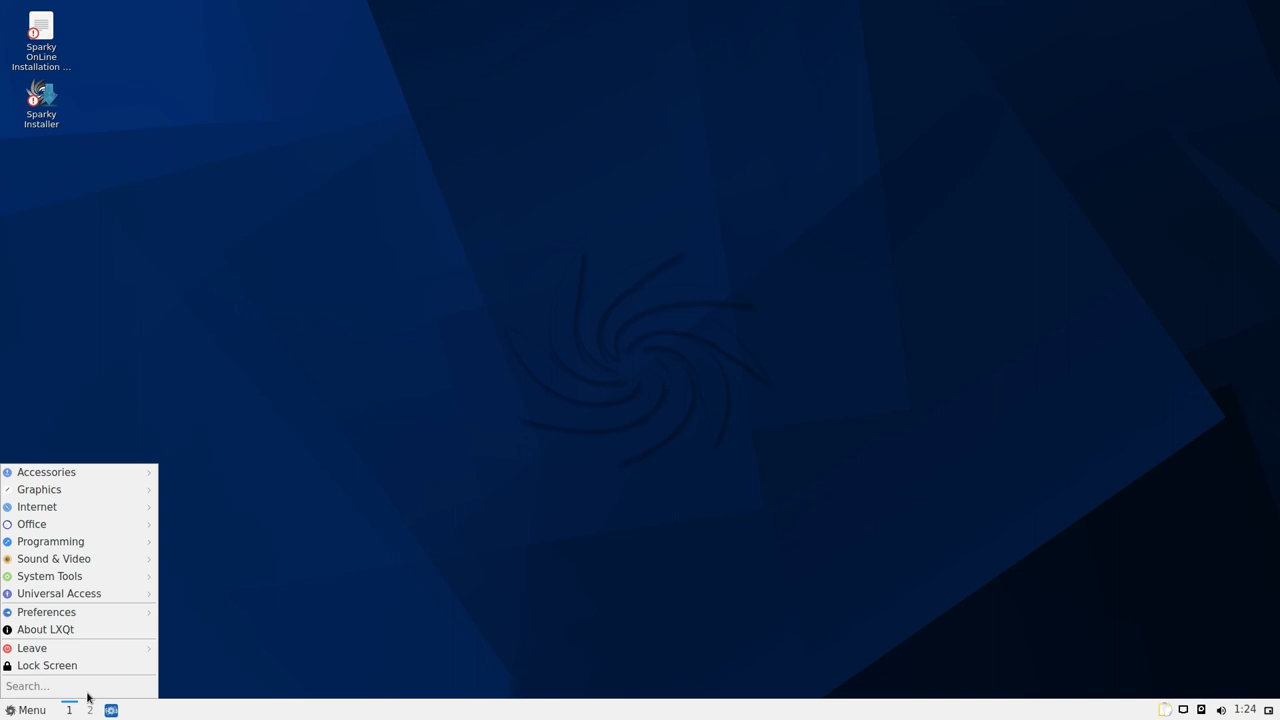 Sparky
OnLine
Installation ...
Sparky
Installer
Accessories
Graphics
Internet
Office
Programming
Sound & Video
System Tools
Universal Access
Preferences
About LXQt
Leave
Lock Screen
Search...
Menu 1 2 1:24